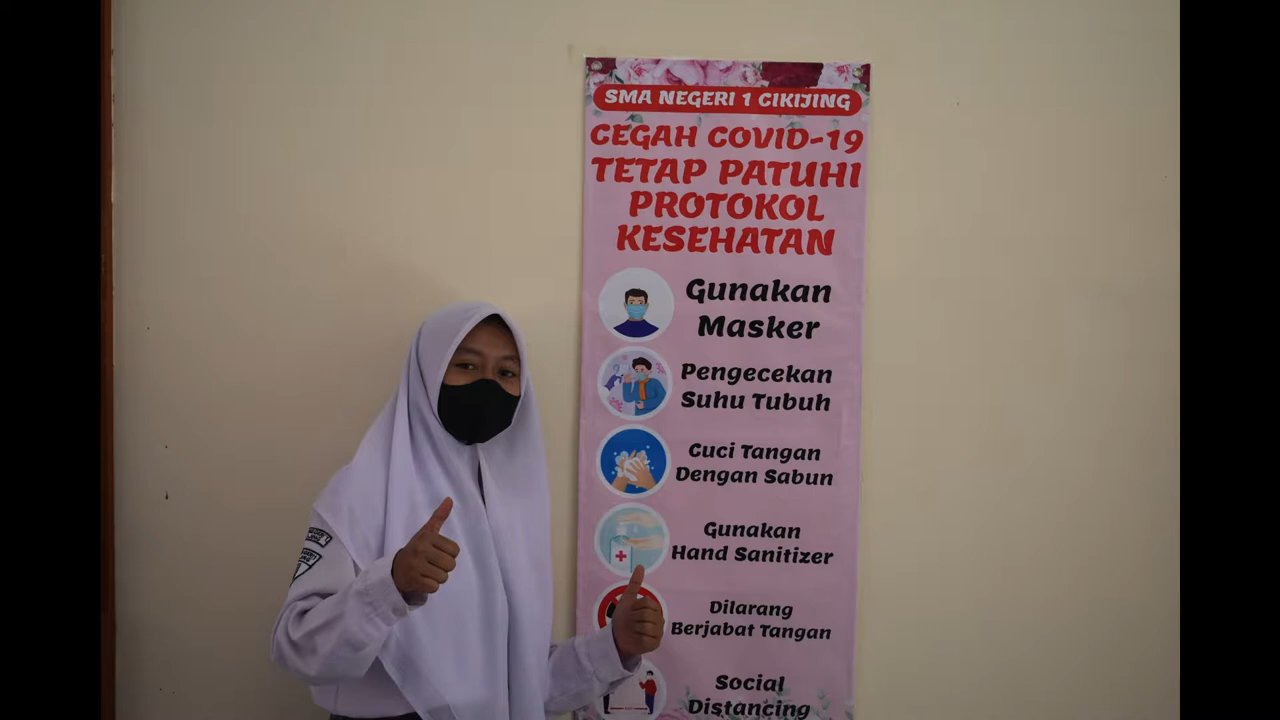 SMA NEGERI 1 CIKIJING
CEGAH COVID-19
TETAP PATUHI
PROTOKOL
KESEHATAN
Gunakan
Masker
Pengecekan
Suhu Tubuh
Cuci Tangan
Dengan Sabun
Gunakan
Hand Sanitizer
Dilarang
Berjabat Tangan
Social
Distancing